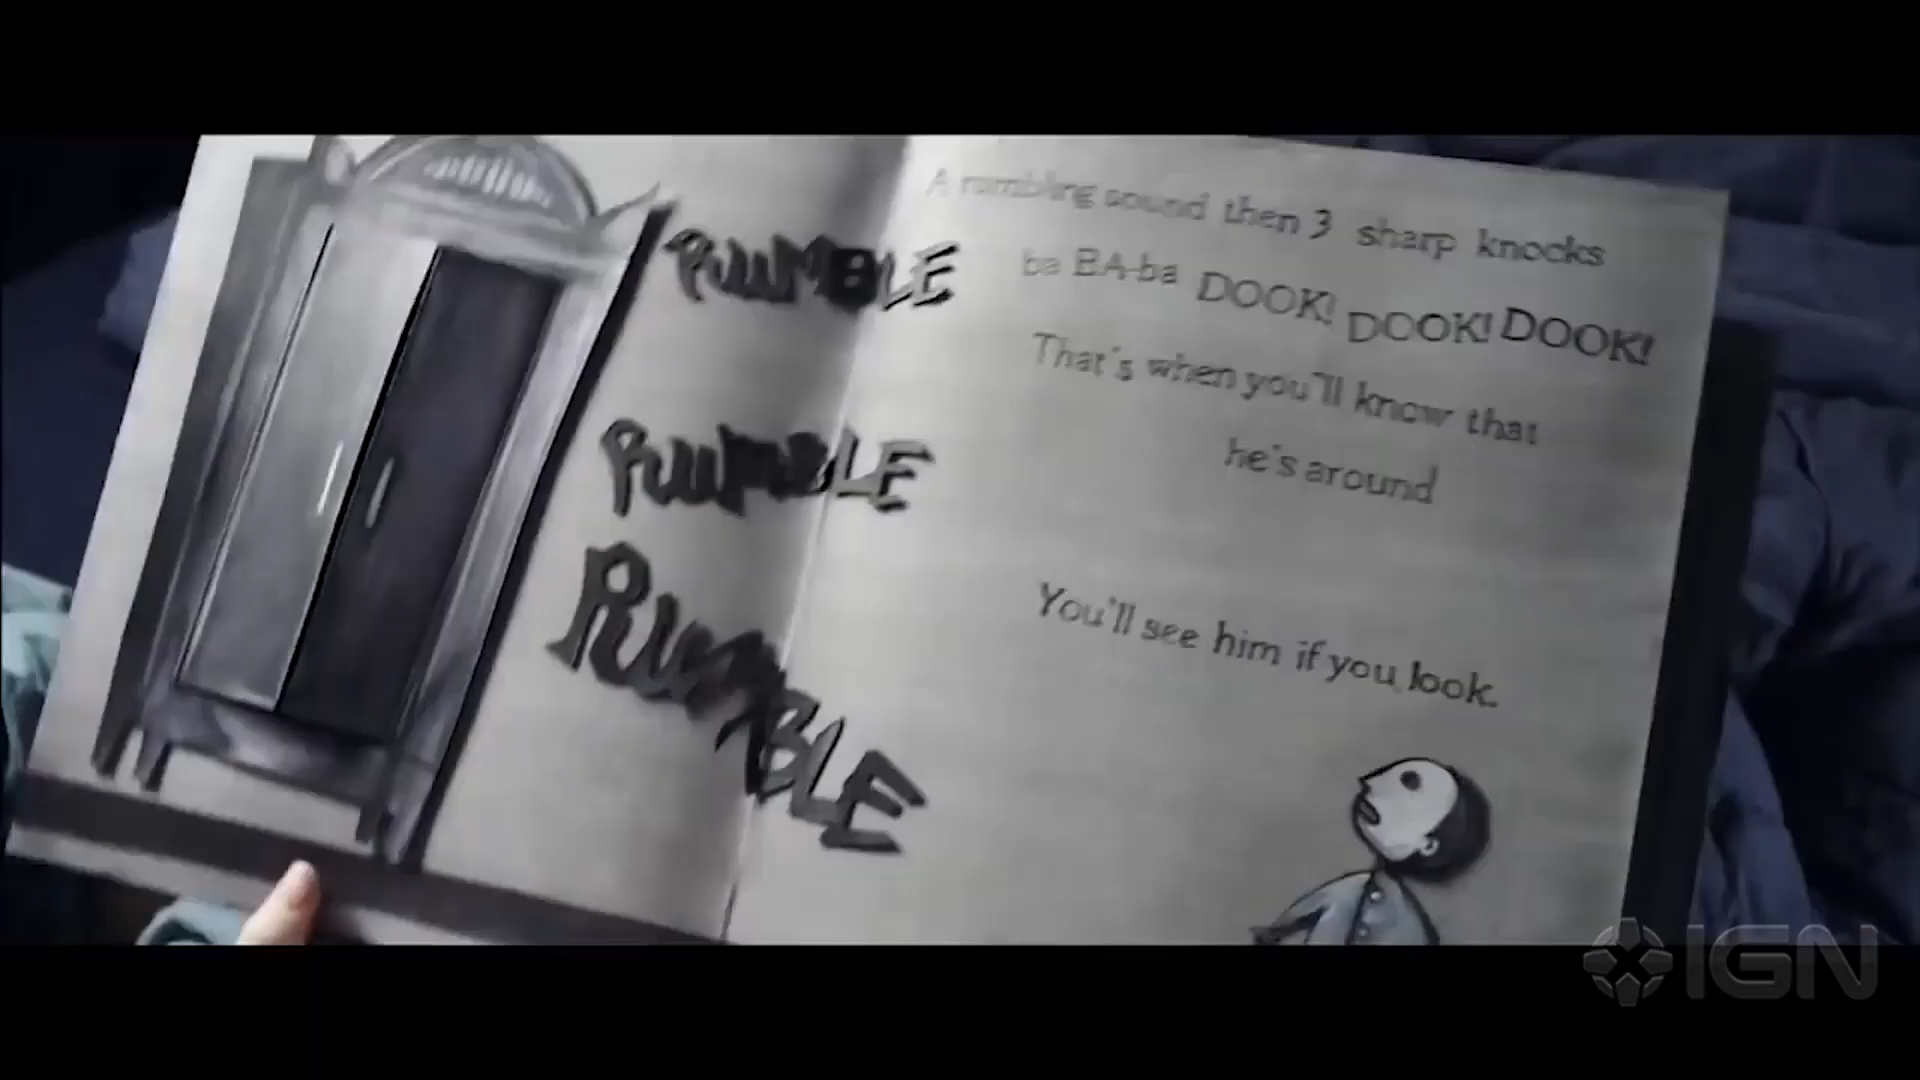 RUMBLE
RUMBLE
RUMBLE
A rumbling sound then 3 sharp knocks
ba BA-ba DOOK! DOOK! DOOK!
That's when you'll know that
he's around
You'll see him if you look.
IGN